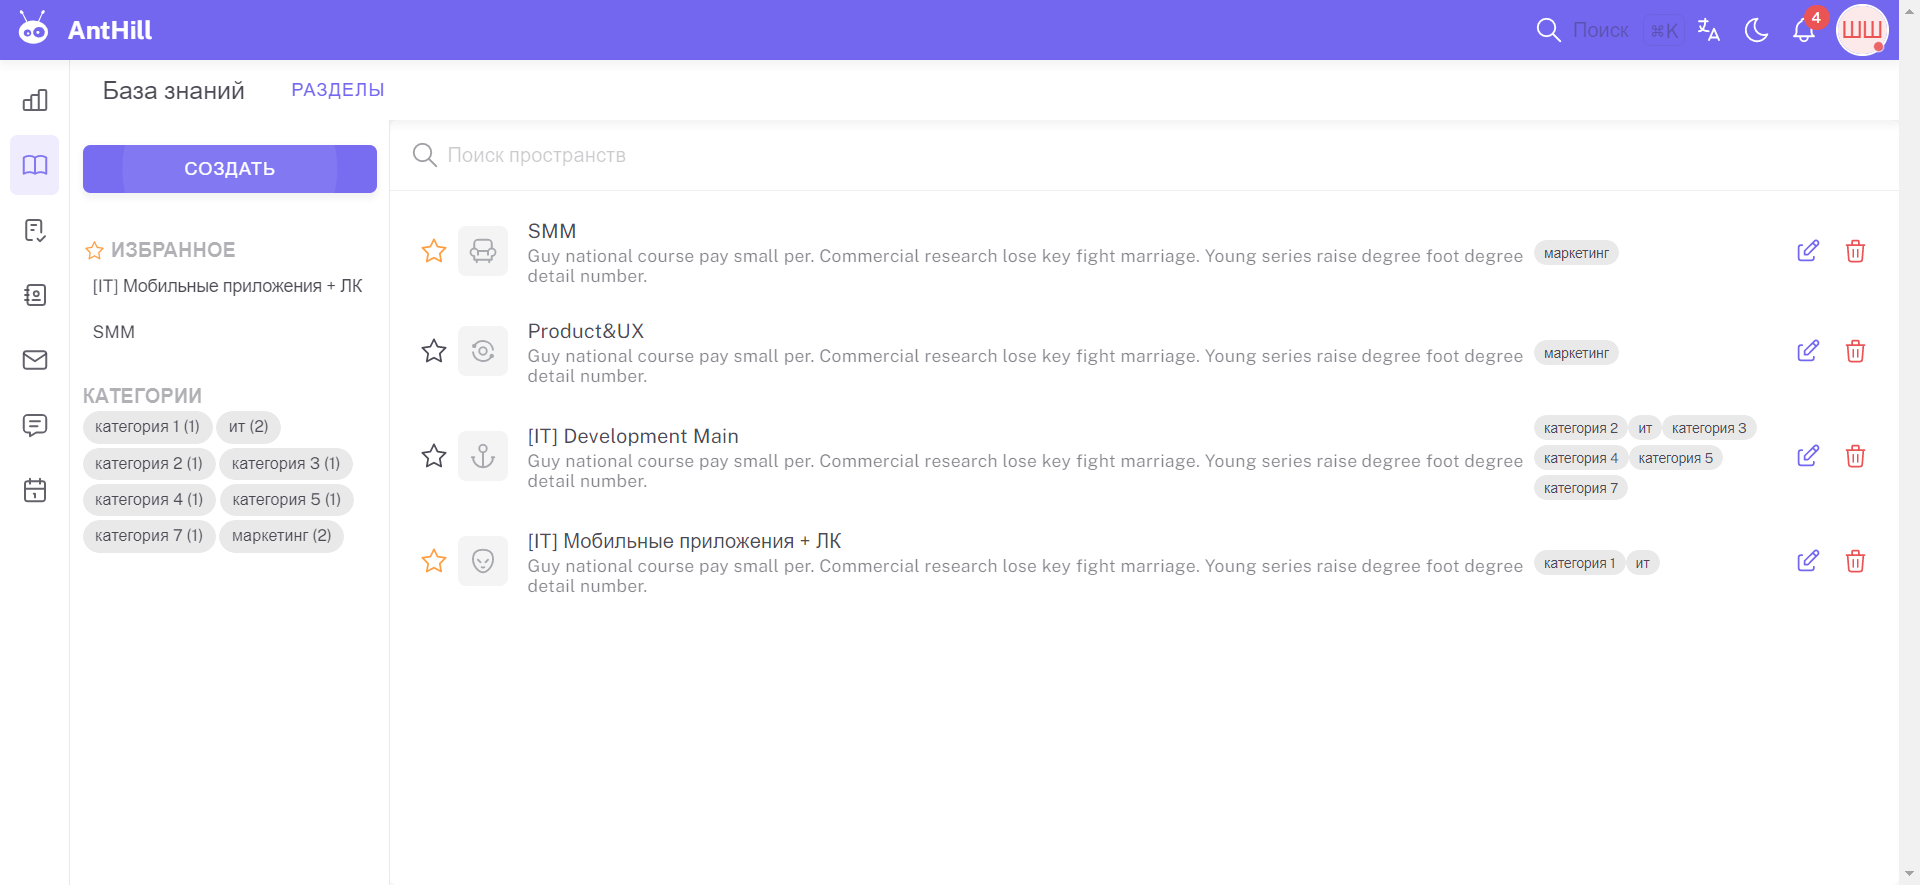 AntHill
Поиск ⌘K
4
ШШ
База знаний
РАЗДЕЛЫ
СОЗДАТЬ
ИЗБРАННОЕ
[IT] Мобильные приложения + ЛК
SMM
КАТЕГОРИИ
категория 1 (1) ит (2)
категория 2 (1) категория 3 (1)
категория 4 (1) категория 5 (1)
категория 7 (1) маркетинг (2)
Поиск пространств
SMM
Guy national course pay small per. Commercial research lose key fight marriage. Young series raise degree foot degree
detail number.
маркетинг
Product&UX
Guy national course pay small per. Commercial research lose key fight marriage. Young series raise degree foot degree
detail number.
маркетинг
[IT] Development Main
Guy national course pay small per. Commercial research lose key fight marriage. Young series raise degree foot degree
detail number.
категория 2 ит категория 3
категория 4 категория 5
категория 7
[IT] Мобильные приложения + ЛК
Guy national course pay small per. Commercial research lose key fight marriage. Young series raise degree foot degree
detail number.
категория 1 ит